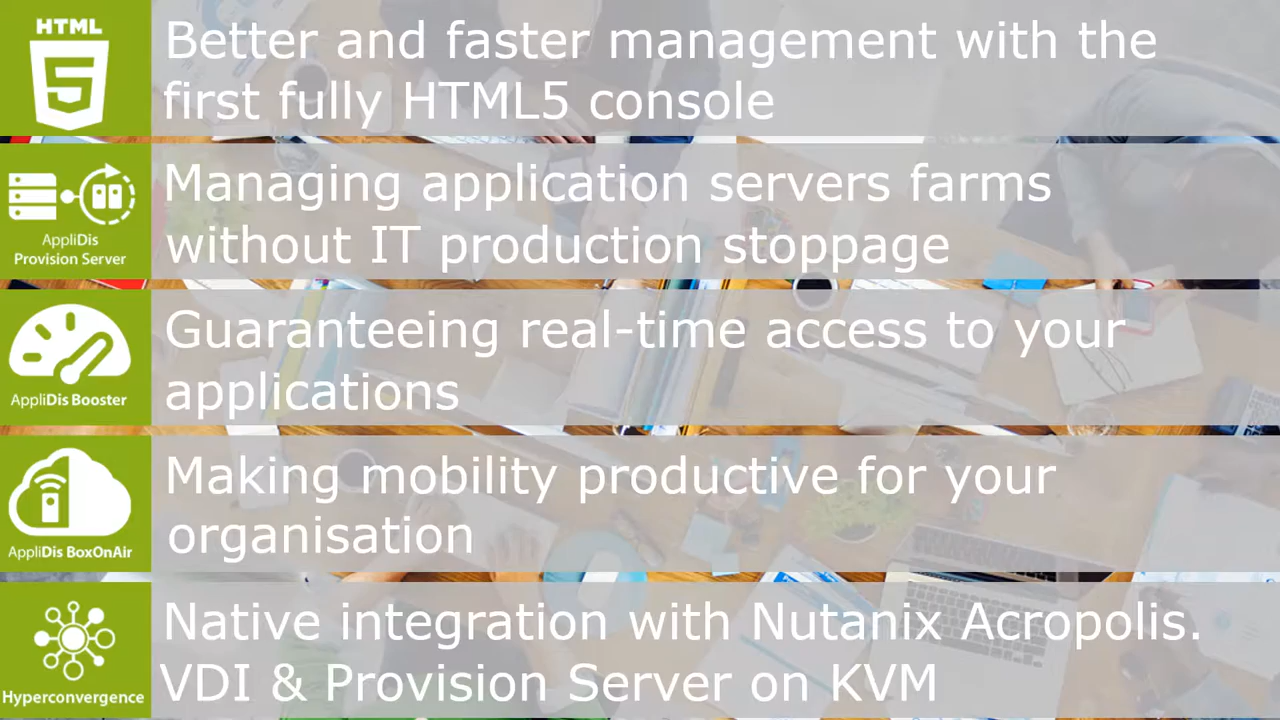 HTML
5
Better and faster management with the
first fully HTML5 console
AppliDis
Provision Server
Managing application servers farms
without IT production stoppage
AppliDis Booster
Guaranteeing real-time access to your
applications
AppliDis BoxOnAir
Making mobility productive for your
organisation
Hyperconvergence
Native integration with Nutanix Acropolis.
VDI & Provision Server on KVM